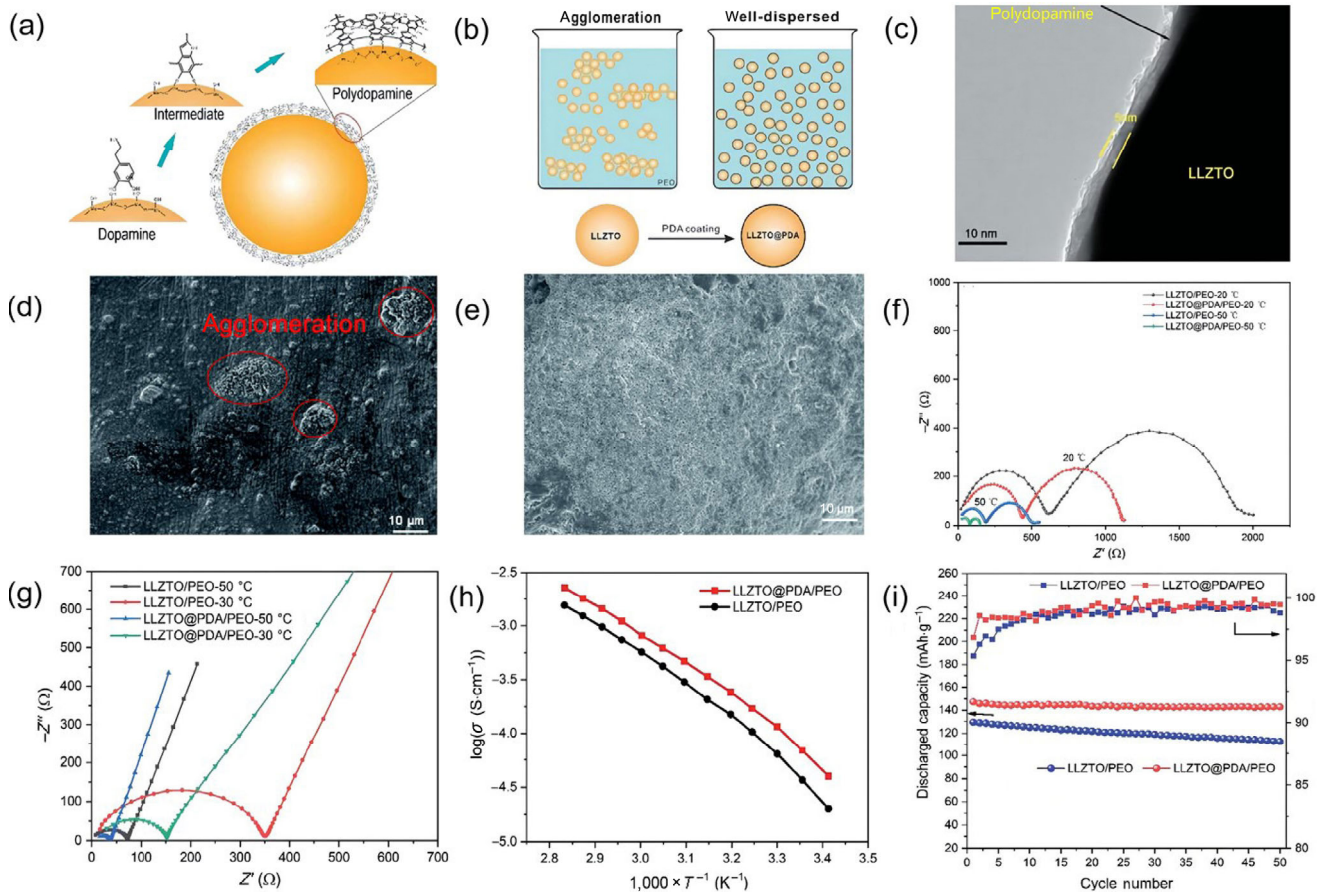 (a)
Intermediate
Polydopamine
Dopamine
(b)
Agglomeration
Well-dispersed
PEO
LLZTO
PDA coating
LLZTO@PDA
(c)
Polydopamine
LLZTO
10 nm
(d)
Agglomeration
10 μm
(e)
10 μm
(f)
LLZTO/PEO-20 ℃
LLZTO@PDA/PEO-20 ℃
LLZTO/PEO-50 ℃
LLZTO@PDA/PEO-50 ℃
1000
800
600
400
200
0
−Z″ (Ω)
20 ℃
50 ℃
0 500 1000 1500 2000
Z′ (Ω)
(g)
LLZTO/PEO-50 °C
LLZTO/PEO-30 °C
LLZTO@PDA/PEO-50 °C
LLZTO@PDA/PEO-30 °C
700
600
500
400
300
200
100
0
−Z″ (Ω)
0 100 200 300 400 500 600 700
Z′ (Ω)
(h)
LLZTO@PDA/PEO
LLZTO/PEO
−2.5
−3.0
−3.5
−4.0
−4.5
−5.0
log(σ (S·cm⁻¹))
2.8 2.9 3.0 3.1 3.2 3.3 3.4 3.5
1,000 × T⁻¹ (K⁻¹)
(i)
LLZTO/PEO
LLZTO@PDA/PEO
260
240
220
200
180
160
140
120
100
80
60
40
20
0
Discharged capacity (mAh·g⁻¹)
100
95
90
85
80
LLZTO/PEO
LLZTO@PDA/PEO
0 5 10 15 20 25 30 35 40 45 50
Cycle number